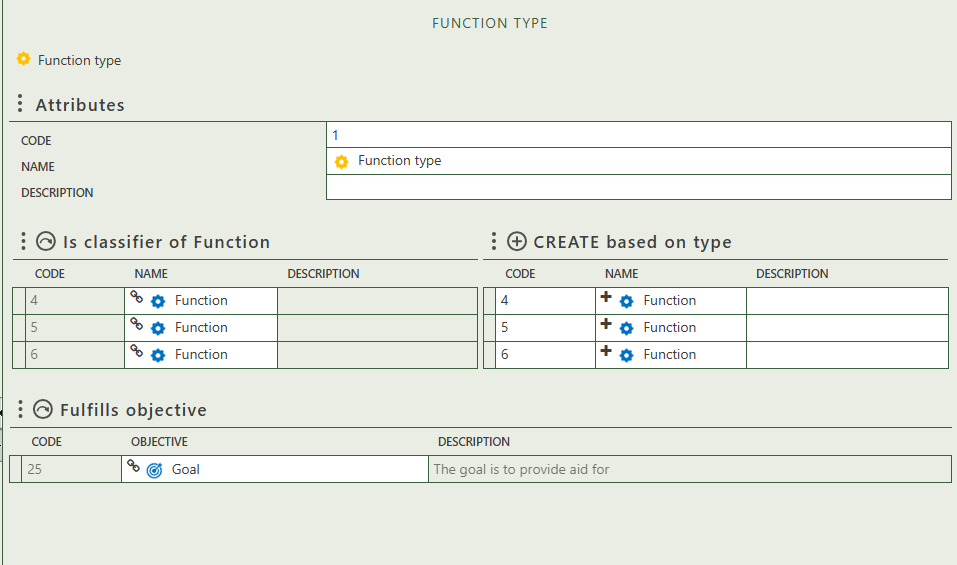 FUNCTION TYPE
Function type
Attributes
CODE 1
NAME Function type
DESCRIPTION
Is classifier of Function
CODE NAME DESCRIPTION
4 Function
5 Function
6 Function
CREATE based on type
CODE NAME DESCRIPTION
4 Function
5 Function
6 Function
Fulfills objective
CODE OBJECTIVE DESCRIPTION
25 Goal The goal is to provide aid for